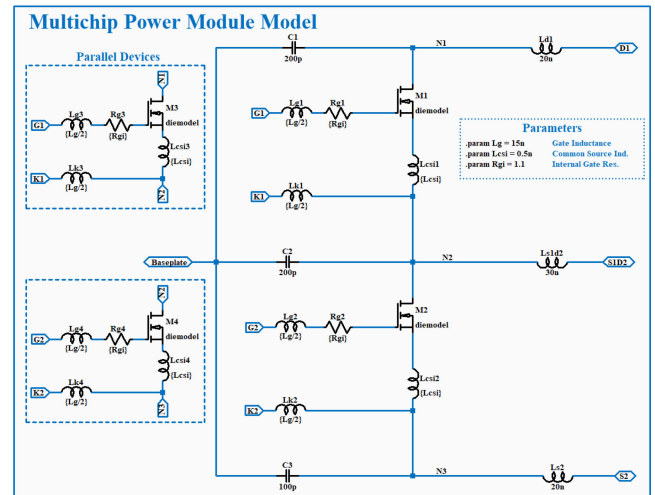 Multichip Power Module Model
Parallel Devices
N1
M3
diemodel
Lg3
{Lg/2}
Rg3
{Rgi}
G1
Lcsi3
{Lcsi}
Lk3
{Lg/2}
K1
N2
C1
200p
N1
Ld1
20n
D1
M1
diemodel
Lg1
{Lg/2}
Rg1
{Rgi}
G1
Lcsi1
{Lcsi}
Lk1
{Lg/2}
K1
Parameters
.param Lg = 15n Gate Inductance
.param Lcsi = 0.5n Common Source Ind.
.param Rgi = 1.1 Internal Gate Res.
Baseplate
C2
200p
N2
Ls1d2
30n
S1D2
N2
M4
diemodel
Lg4
{Lg/2}
Rg4
{Rgi}
G2
Lcsi4
{Lcsi}
Lk4
{Lg/2}
K2
N3
M2
diemodel
Lg2
{Lg/2}
Rg2
{Rgi}
G2
Lcsi2
{Lcsi}
Lk2
{Lg/2}
K2
C3
100p
N3
Ls2
20n
S2